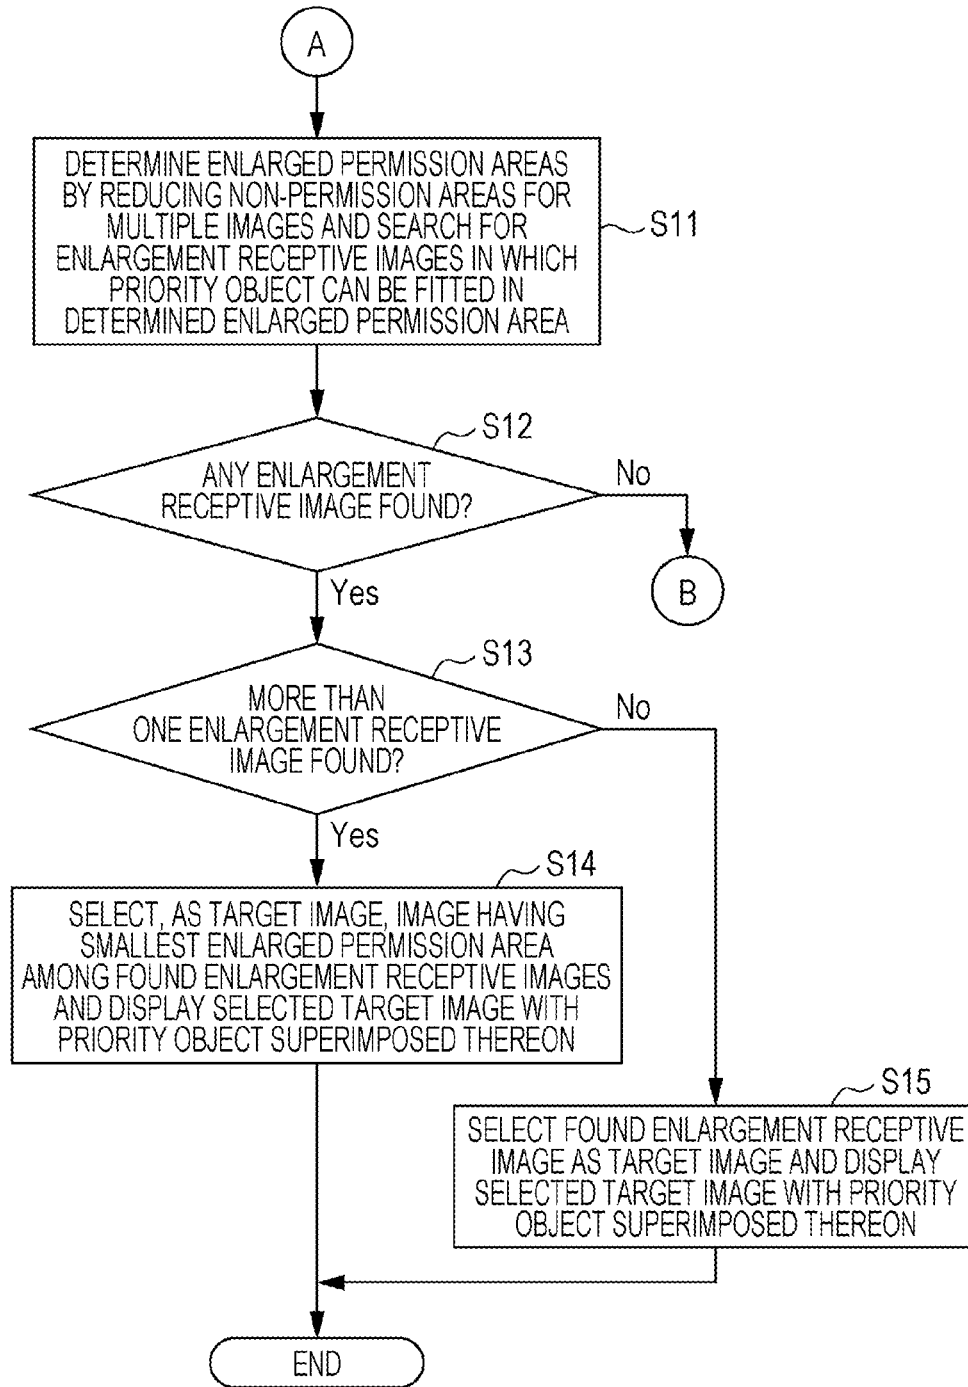 A
DETERMINE ENLARGED PERMISSION AREAS
BY REDUCING NON-PERMISSION AREAS FOR
MULTIPLE IMAGES AND SEARCH FOR
ENLARGEMENT RECEPTIVE IMAGES IN WHICH
PRIORITY OBJECT CAN BE FITTED IN
DETERMINED ENLARGED PERMISSION AREA
S11
S12
ANY ENLARGEMENT
RECEPTIVE IMAGE FOUND?
No
B
Yes
S13
MORE THAN
ONE ENLARGEMENT RECEPTIVE
IMAGE FOUND?
No
Yes
S14
SELECT, AS TARGET IMAGE, IMAGE HAVING
SMALLEST ENLARGED PERMISSION AREA
AMONG FOUND ENLARGEMENT RECEPTIVE IMAGES
AND DISPLAY SELECTED TARGET IMAGE WITH
PRIORITY OBJECT SUPERIMPOSED THEREON
S15
SELECT FOUND ENLARGEMENT RECEPTIVE
IMAGE AS TARGET IMAGE AND DISPLAY
SELECTED TARGET IMAGE WITH PRIORITY
OBJECT SUPERIMPOSED THEREON
END